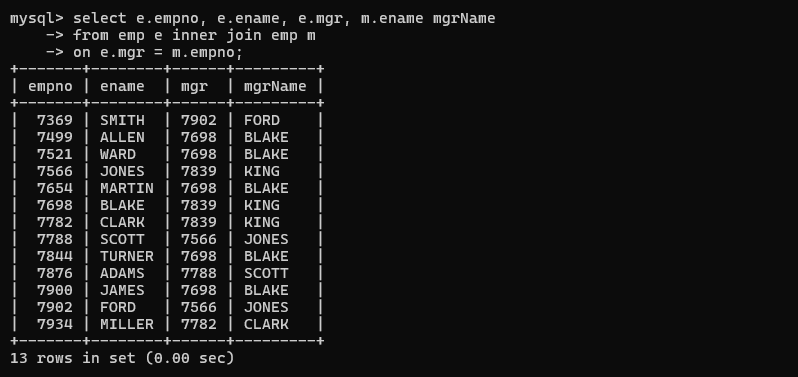 mysql> select e.empno, e.ename, e.mgr, m.ename mgrName
    -> from emp e inner join emp m
    -> on e.mgr = m.empno;
+-------+--------+------+---------+
| empno | ename  | mgr  | mgrName |
+-------+--------+------+---------+
|  7369 | SMITH  | 7902 | FORD    |
|  7499 | ALLEN  | 7698 | BLAKE   |
|  7521 | WARD   | 7698 | BLAKE   |
|  7566 | JONES  | 7839 | KING    |
|  7654 | MARTIN | 7698 | BLAKE   |
|  7698 | BLAKE  | 7839 | KING    |
|  7782 | CLARK  | 7839 | KING    |
|  7788 | SCOTT  | 7566 | JONES   |
|  7844 | TURNER | 7698 | BLAKE   |
|  7876 | ADAMS  | 7788 | SCOTT   |
|  7900 | JAMES  | 7698 | BLAKE   |
|  7902 | FORD   | 7566 | JONES   |
|  7934 | MILLER | 7782 | CLARK   |
+-------+--------+------+---------+
13 rows in set (0.00 sec)